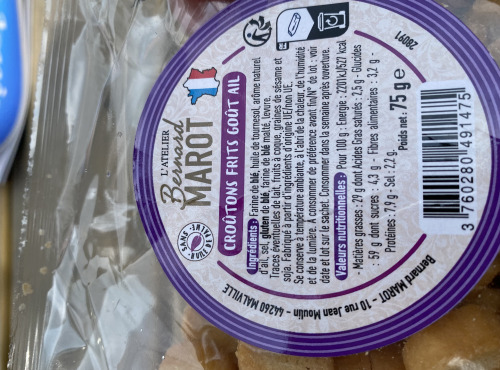 L'ATELIER
Bernard
MAROT
CROÛTONS FRITS GOÛT AIL
Ingrédients : Farine de blé, huile de tournesol, arôme naturel
d'ail, sel, gluten de blé, farine de blé malté, levure.
Traces éventuelles de lait, fruits à coque, graines de sésame et
soja. Fabriqué à partir d'ingrédients d'origine UE/non UE.
Se conserve à température ambiante, à l'abri de la chaleur, de l'humidité
et de la lumière. A consommer de préférence avant fin/N° de lot : voir
date et lot sur le sachet. Consommer dans la semaine après ouverture.
Valeurs nutritionnelles : Pour 100 g : Energie : 2201kJ/527 kcal
- Matières grasses : 29 g dont Acides Gras saturés : 2,5 g - Glucides
: 59 g dont sucres : 4,3 g - Fibres alimentaires : 3,2 g -
Protéines : 7,9 g - Sel : 2,2 g.
Poids net : 75 g e
3 760280 491475
28091
SANS
HUILE
Bernard MAROT - 10 rue Jean Moulin - 44260 MALVILLE